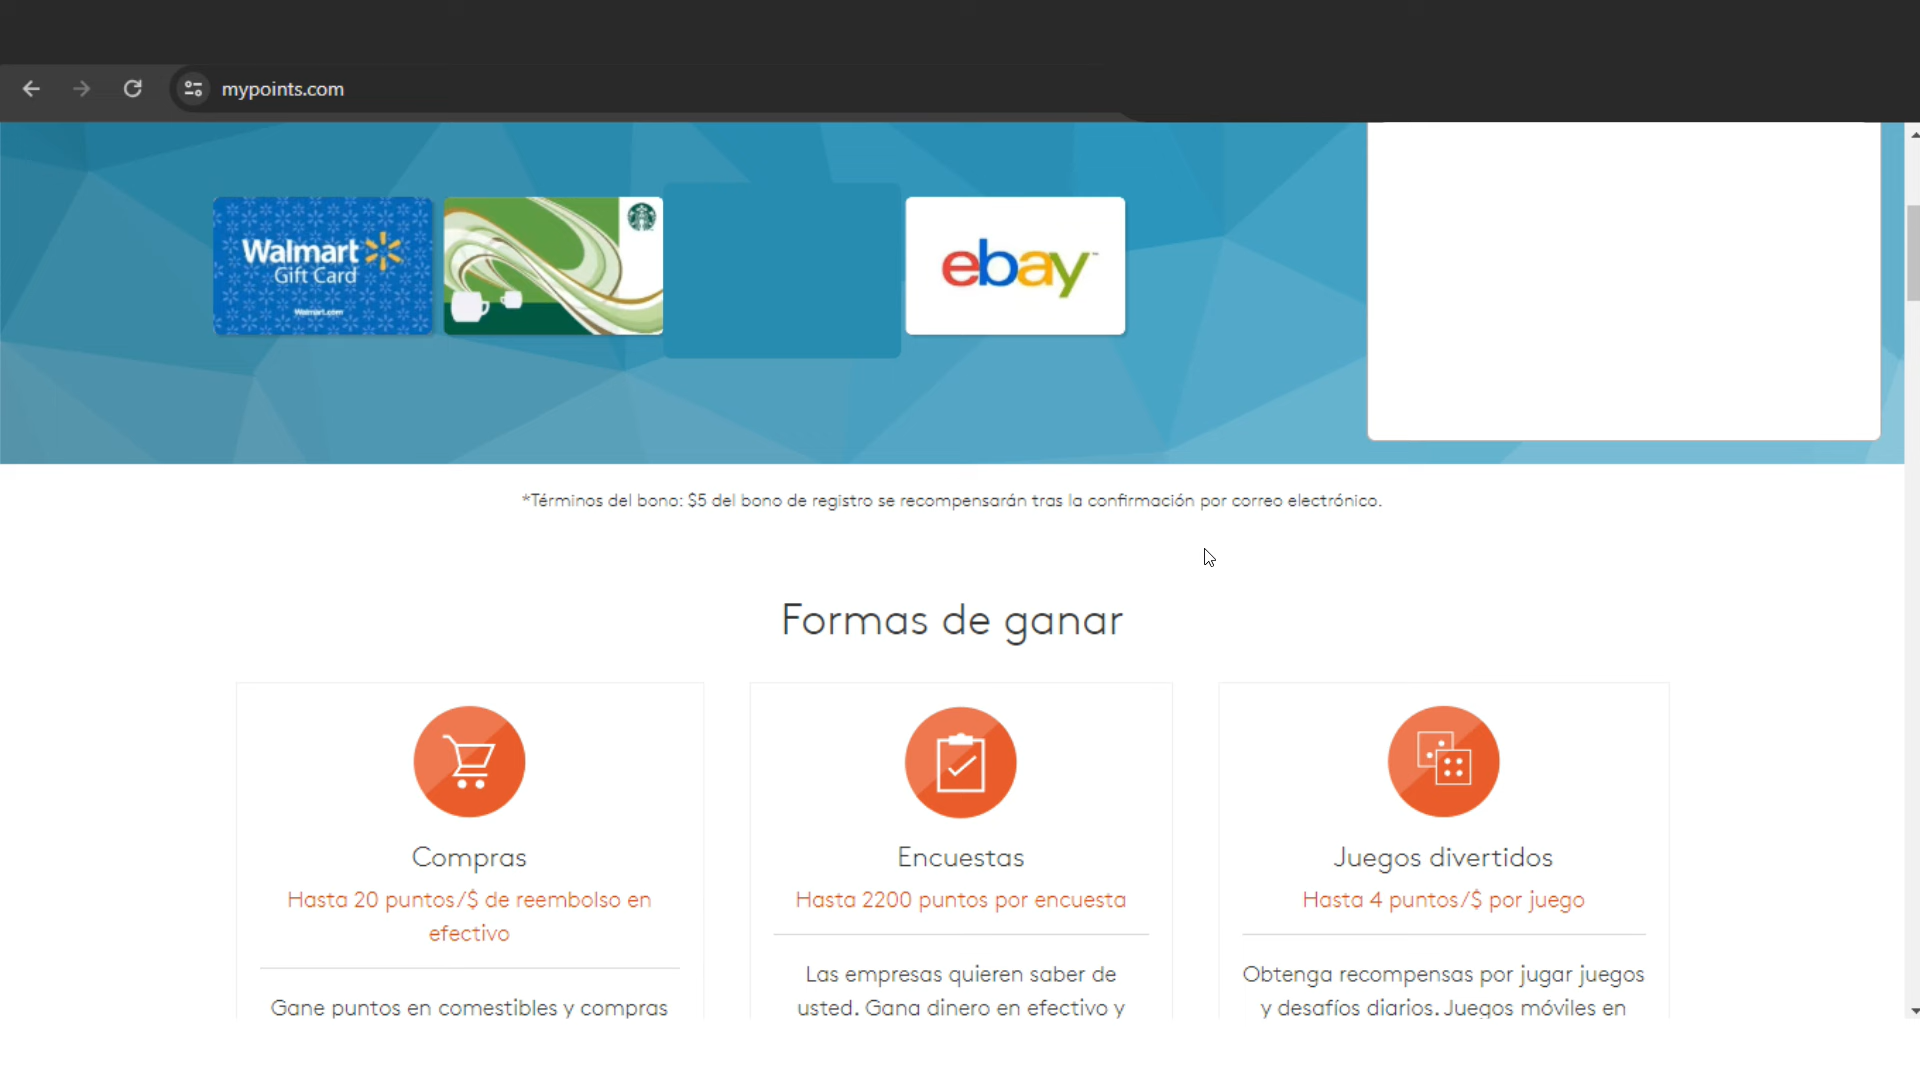 mypoints.com
Walmart
Gift Card
Walmart.com
ebay™
*Términos del bono: $5 del bono de registro se recompensarán tras la confirmación por correo electrónico.
Formas de ganar
Compras
Hasta 20 puntos/$ de reembolso en
efectivo
Gane puntos en comestibles y compras
Encuestas
Hasta 2200 puntos por encuesta
Las empresas quieren saber de
usted. Gana dinero en efectivo y
Juegos divertidos
Hasta 4 puntos/$ por juego
Obtenga recompensas por jugar juegos
y desafíos diarios. Juegos móviles en